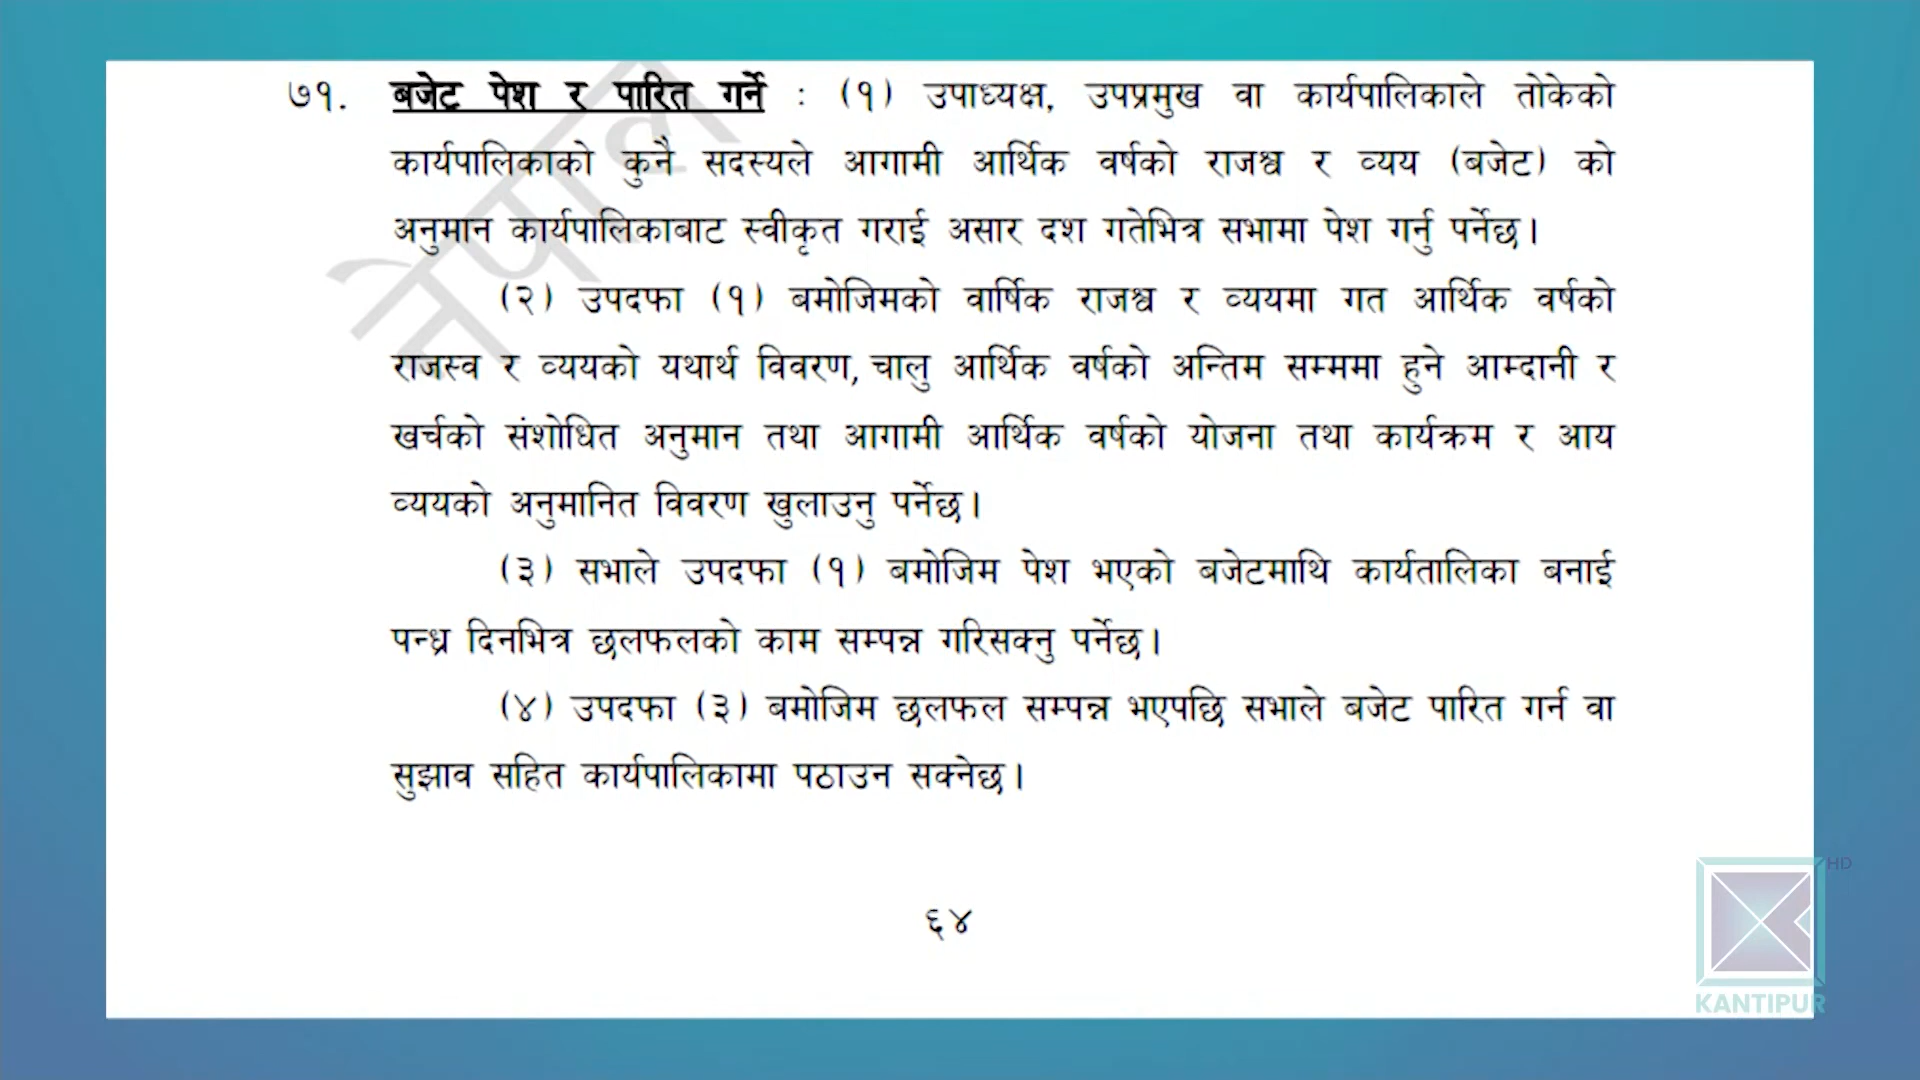 ७१. बजेट पेश र पारित गर्ने : (१) उपाध्यक्ष, उपप्रमुख वा कार्यपालिकाले तोकेको
कार्यपालिकाको कुनै सदस्यले आगामी आर्थिक वर्षको राजश्व र व्यय (बजेट) को
अनुमान कार्यपालिकाबाट स्वीकृत गराई असार दश गतेभित्र सभामा पेश गर्नु पर्नेछ।
(२) उपदफा (१) बमोजिमको वार्षिक राजश्व र व्ययमा गत आर्थिक वर्षको
राजस्व र व्ययको यथार्थ विवरण, चालु आर्थिक वर्षको अन्तिम सम्ममा हुने आम्दानी र
खर्चको संशोधित अनुमान तथा आगामी आर्थिक वर्षको योजना तथा कार्यक्रम र आय
व्ययको अनुमानित विवरण खुलाउनु पर्नेछ।
(३) सभाले उपदफा (१) बमोजिम पेश भएको बजेटमाथि कार्यतालिका बनाई
पन्ध्र दिनभित्र छलफलको काम सम्पन्न गरिसक्नु पर्नेछ।
(४) उपदफा (३) बमोजिम छलफल सम्पन्न भएपछि सभाले बजेट पारित गर्न वा
सुझाव सहित कार्यपालिकामा पठाउन सक्नेछ।
६४
नेपाल
HD
KANTIPUR